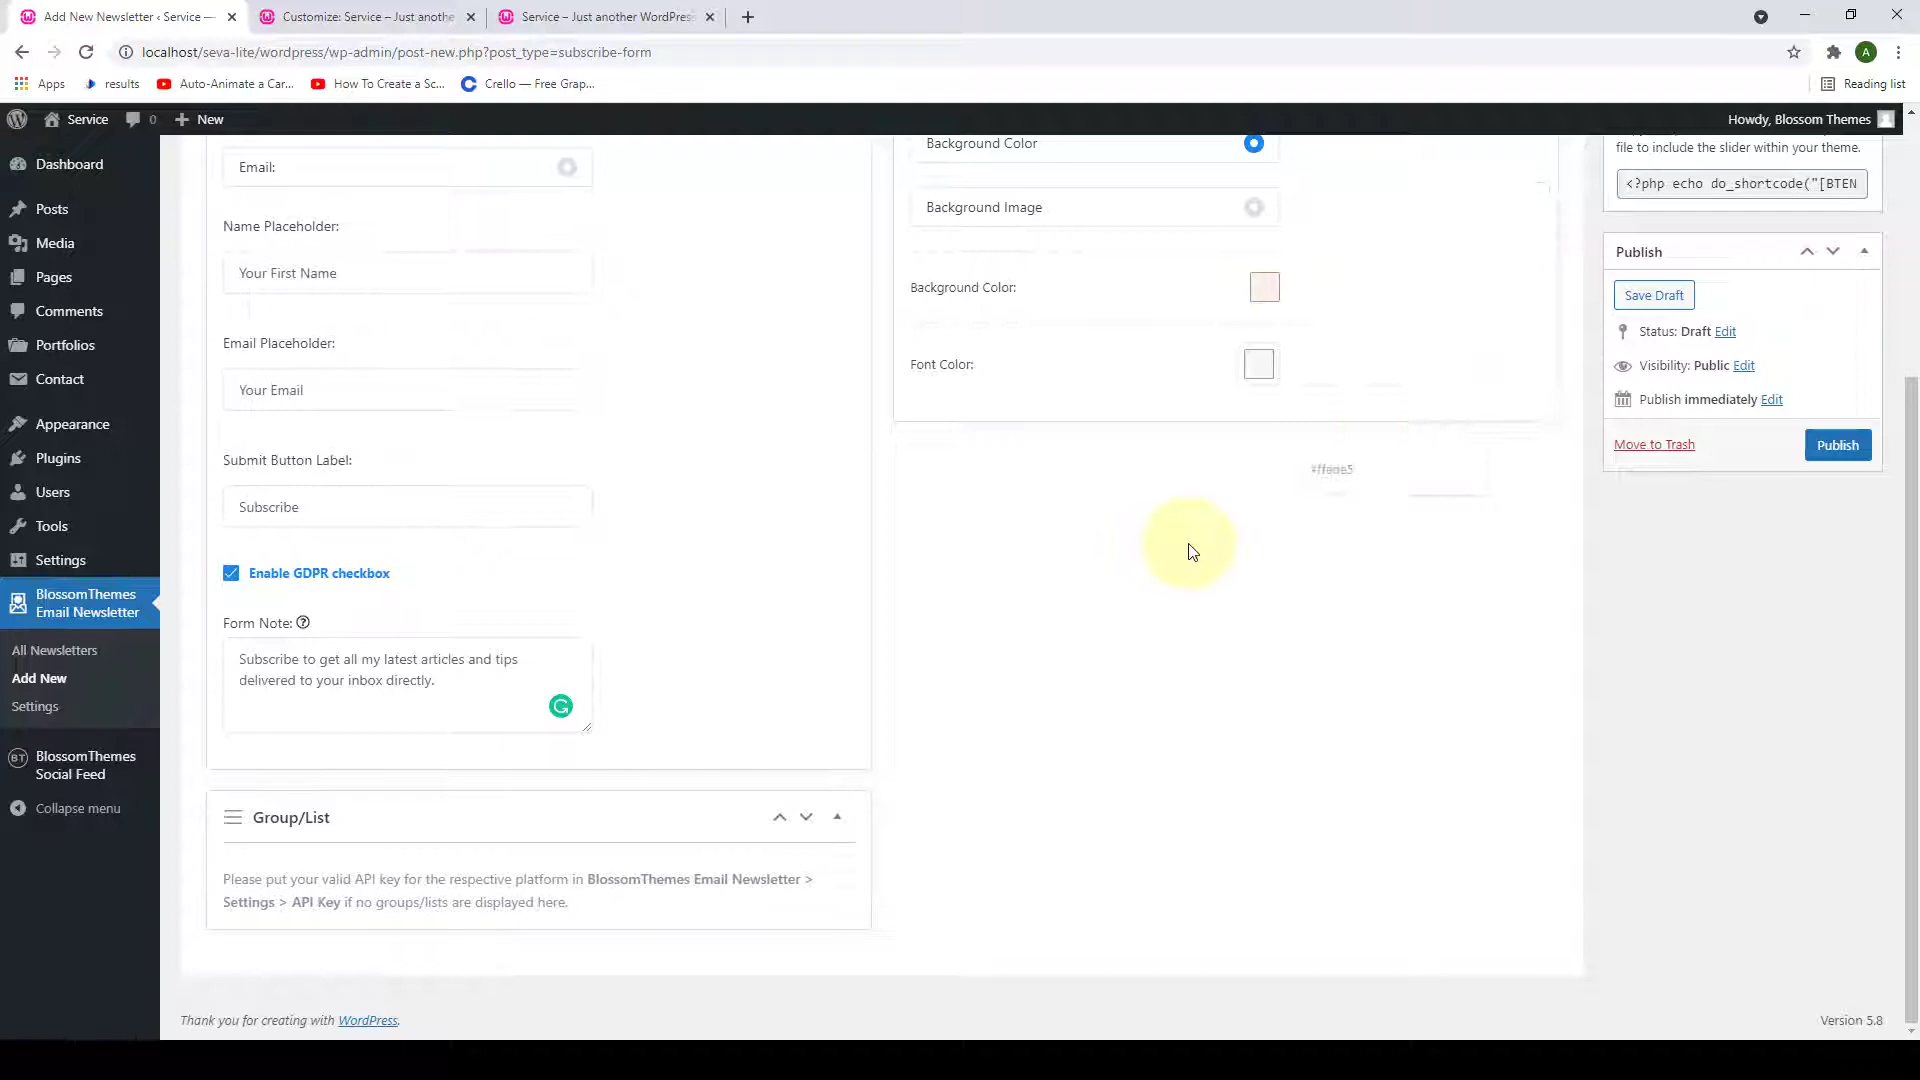 Add New Newsletter ‹ Service —
Customize: Service – Just anothe
Service – Just another WordPress
localhost/seva-lite/wordpress/wp-admin/post-new.php?post_type=subscribe-form
A
Apps
results
Auto-Animate a Car...
How To Create a Sc...
Crello — Free Grap...
Reading list
Service
0
New
Howdy, Blossom Themes
Dashboard
Posts
Media
Pages
Comments
Portfolios
Contact
Appearance
Plugins
Users
Tools
Settings
BlossomThemes
Email Newsletter
All Newsletters
Add New
Settings
BT
BlossomThemes
Social Feed
Collapse menu
Email:
Name Placeholder:
Your First Name
Email Placeholder:
Your Email
Submit Button Label:
Subscribe
Enable GDPR checkbox
Form Note:
Subscribe to get all my latest articles and tips
delivered to your inbox directly.
Group/List
Please put your valid API key for the respective platform in BlossomThemes Email Newsletter >
Settings > API Key if no groups/lists are displayed here.
Background Color
Background Image
Background Color:
Font Color:
file to include the slider within your theme.
<?php echo do_shortcode("[BTEN
Publish
Save Draft
Status: Draft Edit
Visibility: Public Edit
Publish immediately Edit
Move to Trash
Publish
Thank you for creating with WordPress.
Version 5.8